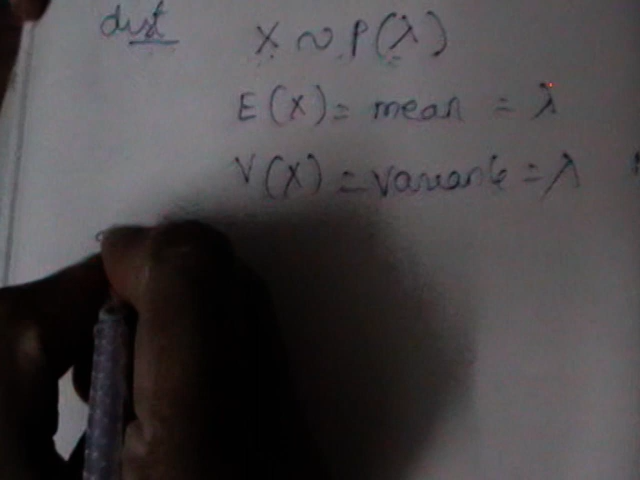 dist X ~ P(λ)
E(X) = mean = λ
V(X) = variance = λ